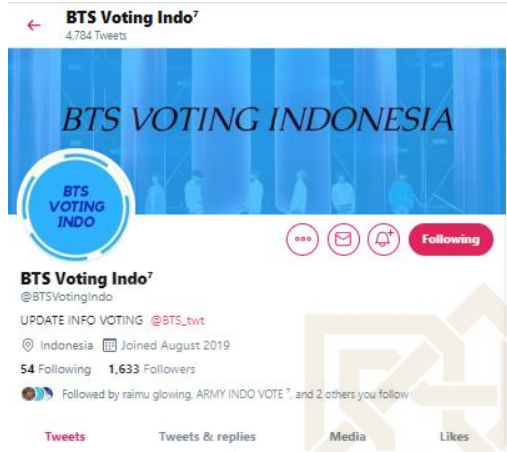 BTS Voting Indo⁷
4,784 Tweets
BTS VOTING INDONESIA
BTS
VOTING
INDO
Following
BTS Voting Indo⁷
@BTSVotingIndo
UPDATE INFO VOTING @BTS_twt
Indonesia Joined August 2019
54 Following 1,633 Followers
Followed by raimu glowing, ARMY INDO VOTE ⁷, and 2 others you follow
Tweets Tweets & replies Media Likes